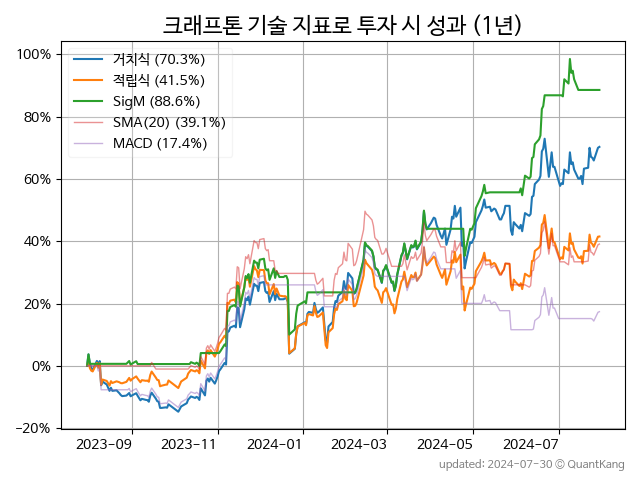 크래프톤 기술 지표로 투자 시 성과 (1년)
100%
80%
60%
40%
20%
0%
−20%
거치식 (70.3%)
적립식 (41.5%)
SigM (88.6%)
SMA(20) (39.1%)
MACD (17.4%)
2023-09
2023-11
2024-01
2024-03
2024-05
2024-07
updated: 2024-07-30 © QuantKang